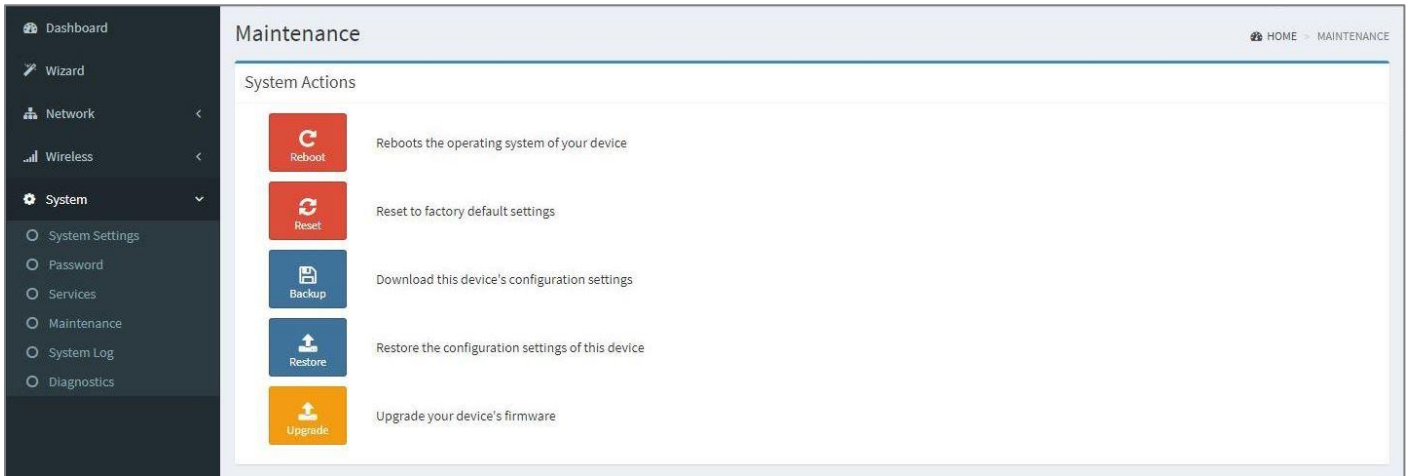 Dashboard
Wizard
Network
Wireless
System
System Settings
Password
Services
Maintenance
System Log
Diagnostics
Maintenance
HOME > MAINTENANCE
System Actions
Reboot
Reboots the operating system of your device
Reset
Reset to factory default settings
Backup
Download this device's configuration settings
Restore
Restore the configuration settings of this device
Upgrade
Upgrade your device's firmware